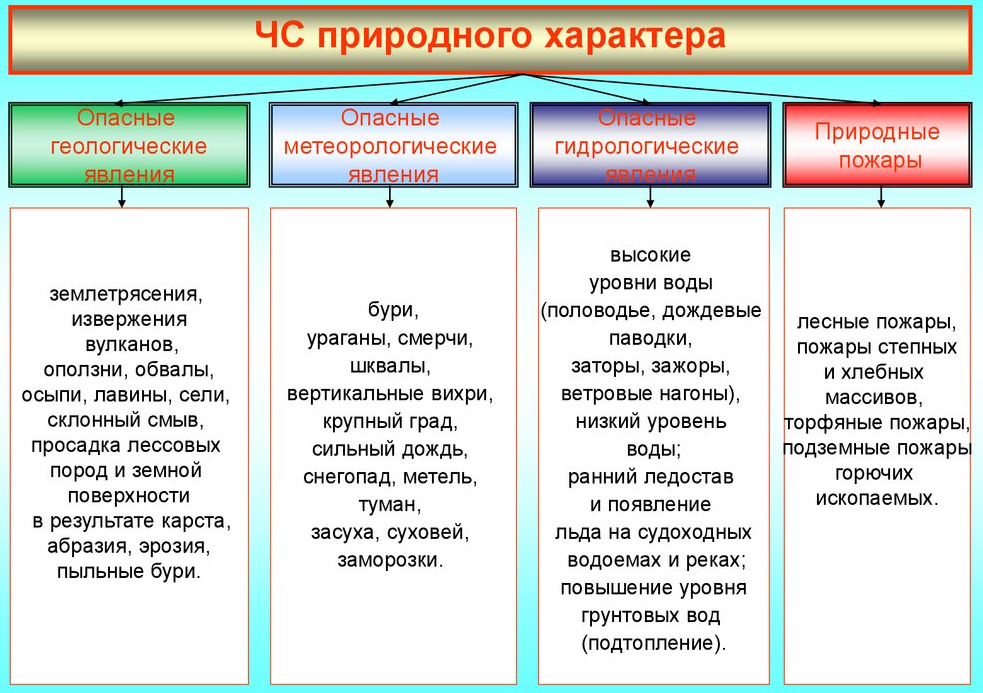 ЧС природного характера
Опасные
геологические
явления
Опасные
метеорологические
явления
Опасные
гидрологические
явления
Природные
пожары
землетрясения,
извержения
вулканов,
оползни, обвалы,
осыпи, лавины, сели,
склонный смыв,
просадка лессовых
пород и земной
поверхности
в результате карста,
абразия, эрозия,
пыльные бури.
бури,
ураганы, смерчи,
шквалы,
вертикальные вихри,
крупный град,
сильный дождь,
снегопад, метель,
туман,
засуха, суховей,
заморозки.
высокие
уровни воды
(половодье, дождевые
паводки,
заторы, зажоры,
ветровые нагоны),
низкий уровень
воды;
ранний ледостав
и появление
льда на судоходных
водоемах и реках;
повышение уровня
грунтовых вод
(подтопление).
лесные пожары,
пожары степных
и хлебных
массивов,
торфяные пожары,
подземные пожары
горючих
ископаемых.